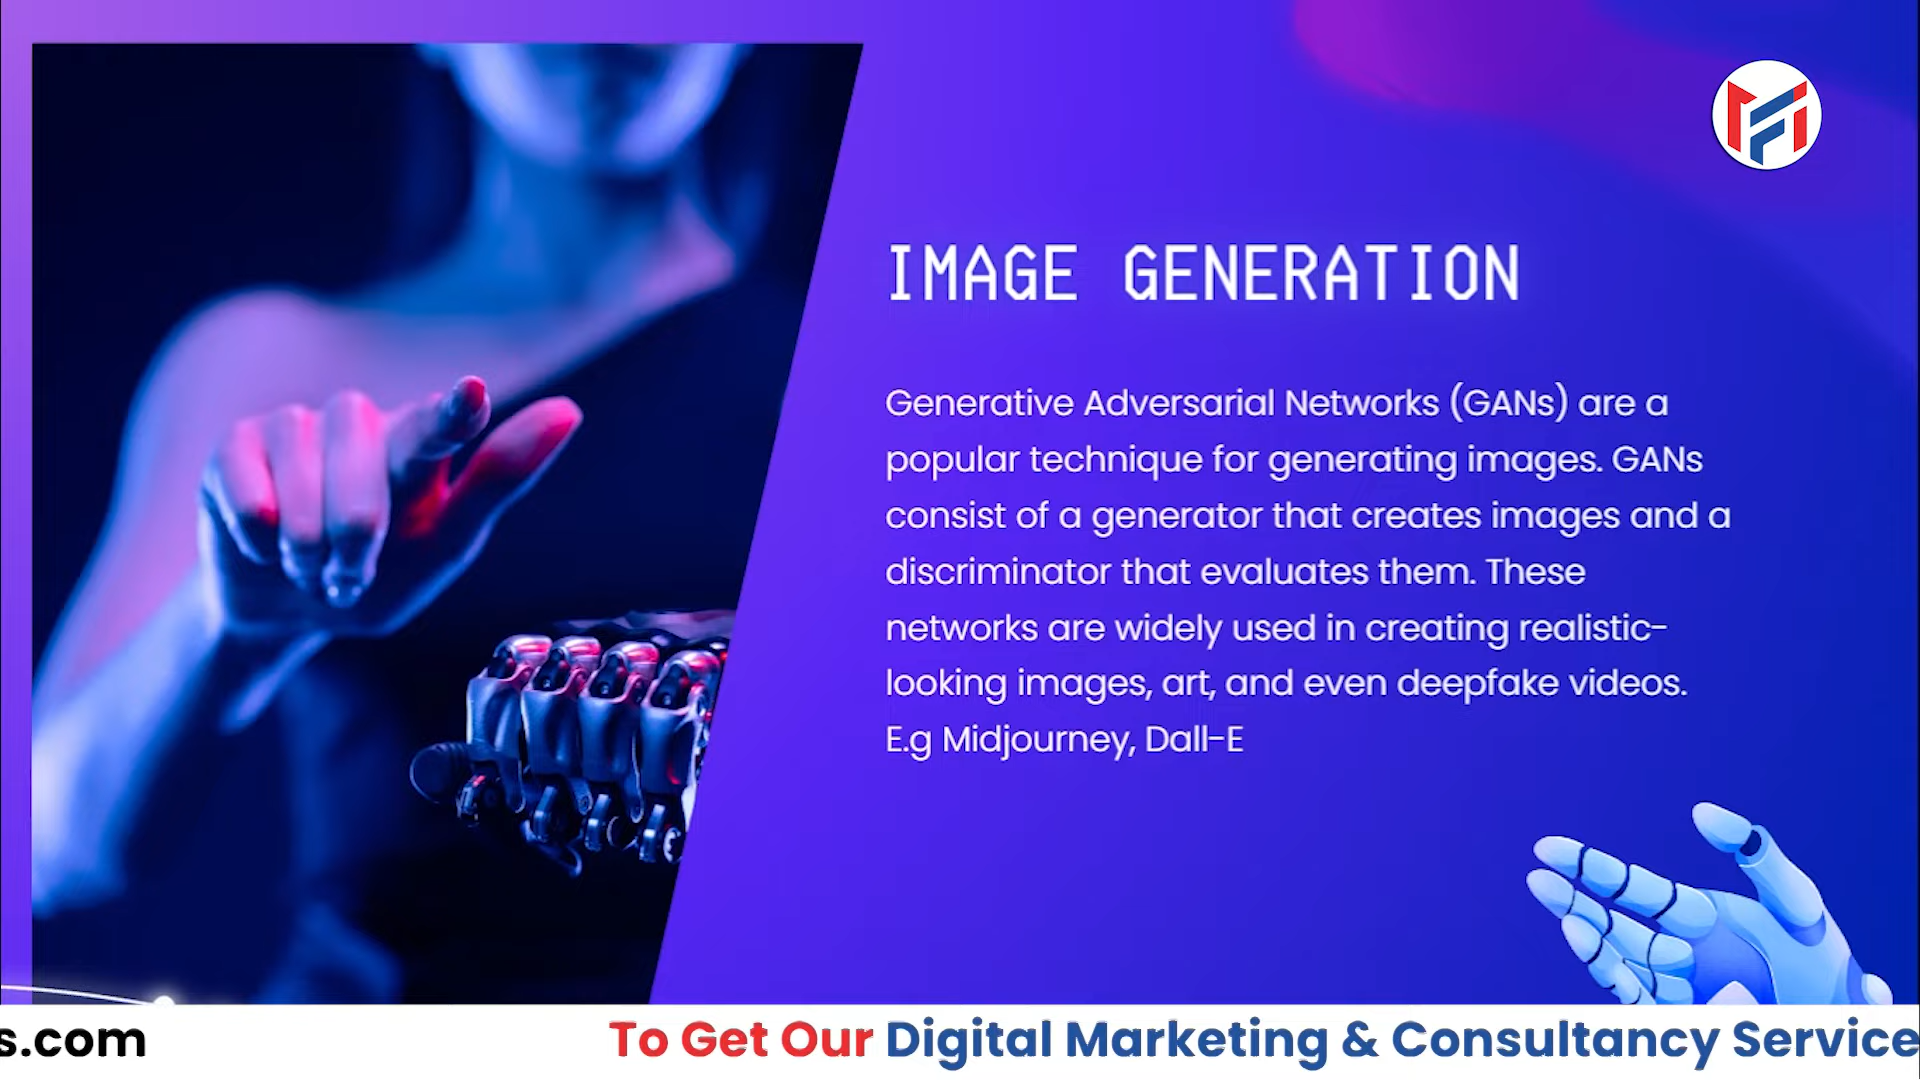 IMAGE GENERATION
Generative Adversarial Networks (GANs) are a
popular technique for generating images. GANs
consist of a generator that creates images and a
discriminator that evaluates them. These
networks are widely used in creating realistic-
looking images, art, and even deepfake videos.
E.g Midjourney, Dall-E
s.com To Get Our Digital Marketing & Consultancy Service